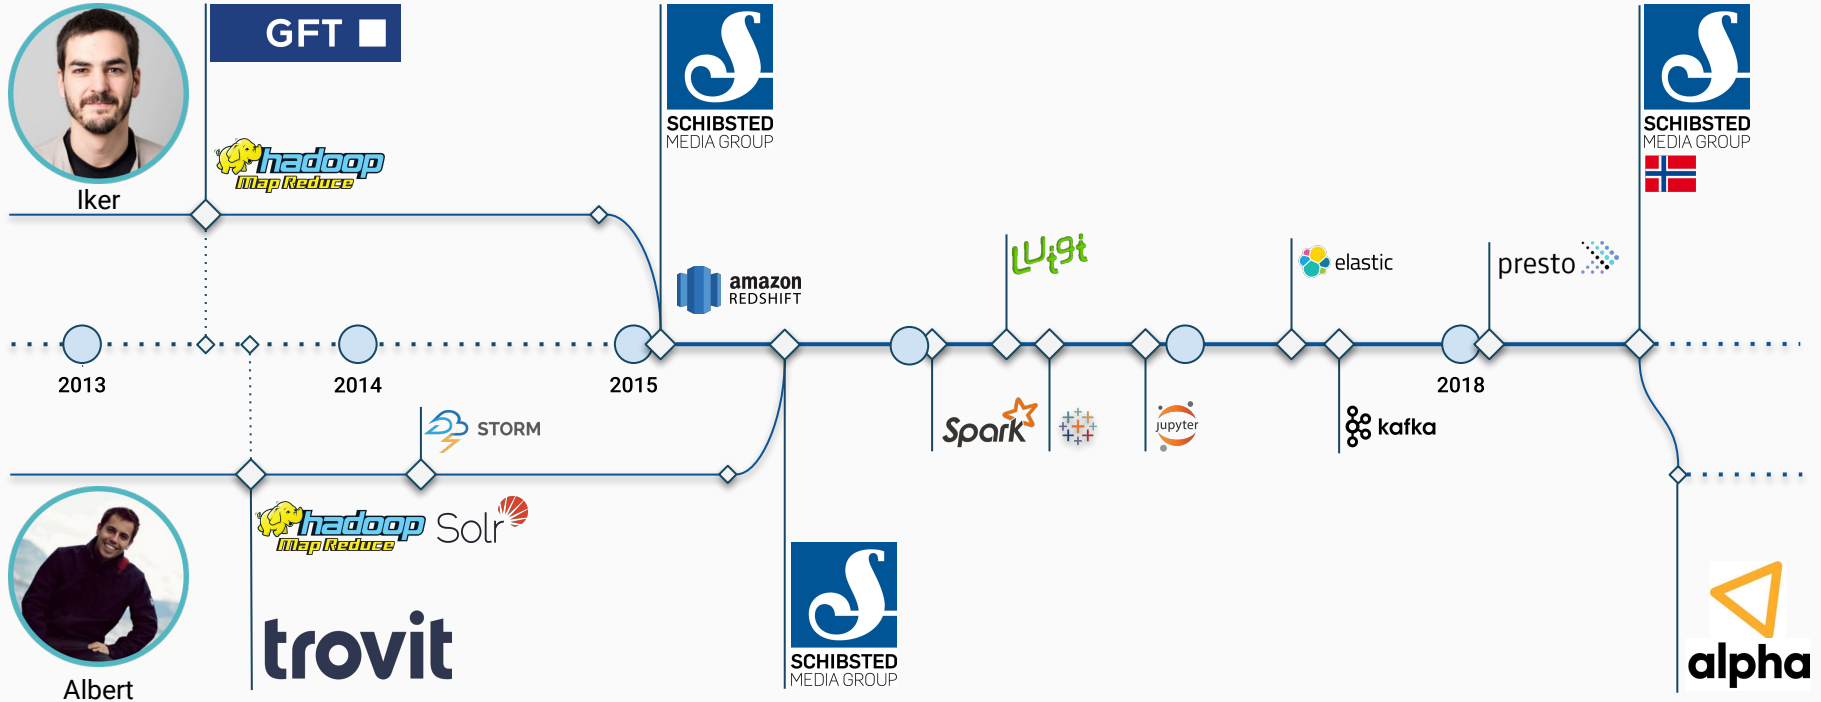 GFT
SCHIBSTED
MEDIA GROUP
SCHIBSTED
MEDIA GROUP
hadoop
Map Reduce
Iker
Luigi
elastic
presto
amazon
REDSHIFT
2013
2014
2015
2018
STORM
Spark
jupyter
kafka
hadoop
Map Reduce
Solr
trovit
SCHIBSTED
MEDIA GROUP
alpha
Albert